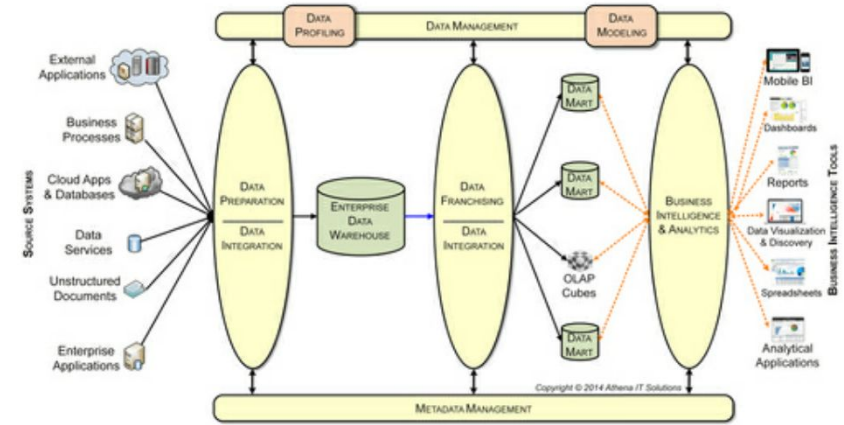 DATA
PROFILING
DATA MANAGEMENT
DATA
MODELING
SOURCE SYSTEMS
External
Applications
Business
Processes
Cloud Apps
& Databases
Data
Services
Unstructured
Documents
Enterprise
Applications
DATA
PREPARATION
DATA
INTEGRATION
ENTERPRISE
DATA
WAREHOUSE
DATA
FRANCHISING
DATA
INTEGRATION
DATA
MART
DATA
MART
OLAP
Cubes
DATA
MART
BUSINESS
INTELLIGENCE
& ANALYTICS
Mobile BI
Dashboards
Reports
Data Visualization
& Discovery
Spreadsheets
Analytical
Applications
BUSINESS INTELLIGENCE TOOLS
Copyright © 2014 Athena IT Solutions
METADATA MANAGEMENT